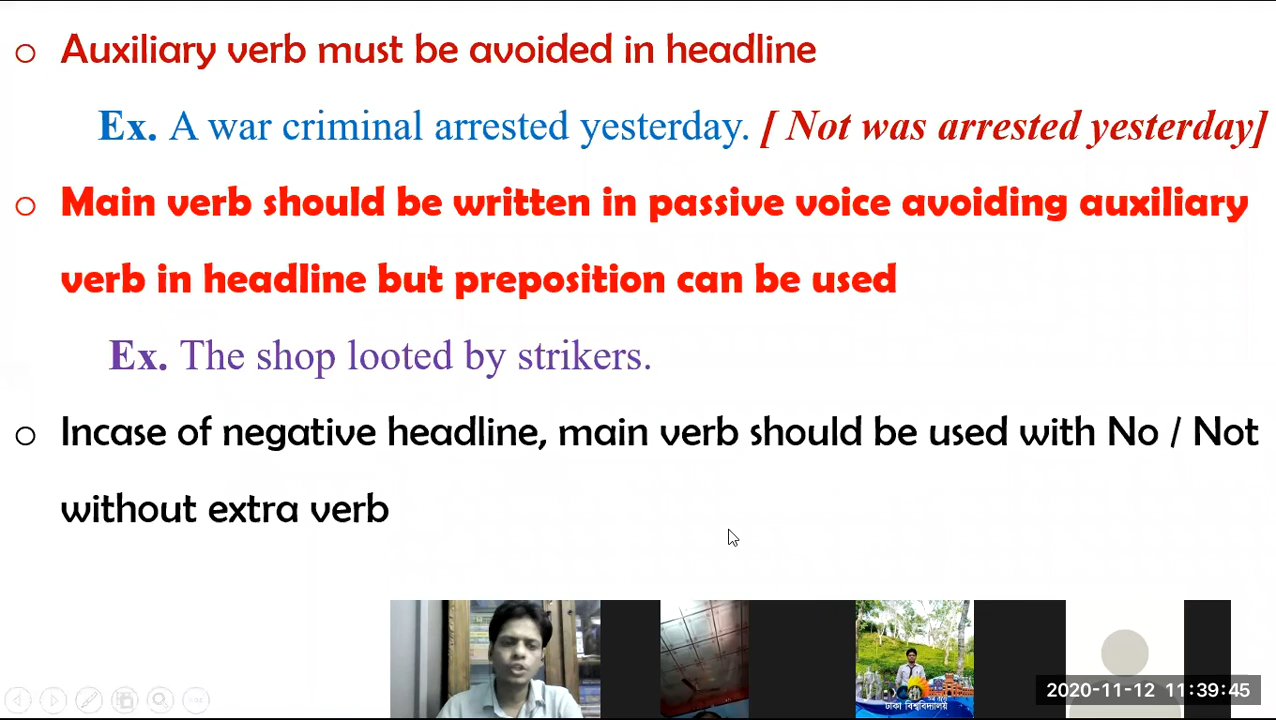 Auxiliary verb must be avoided in headline
Ex. A war criminal arrested yesterday. [ Not was arrested yesterday]
Main verb should be written in passive voice avoiding auxiliary
verb in headline but preposition can be used
Ex. The shop looted by strikers.
Incase of negative headline, main verb should be used with No / Not
without extra verb
2020-11-12 11:39:45
ঢাকা বিশ্ববিদ্যালয়